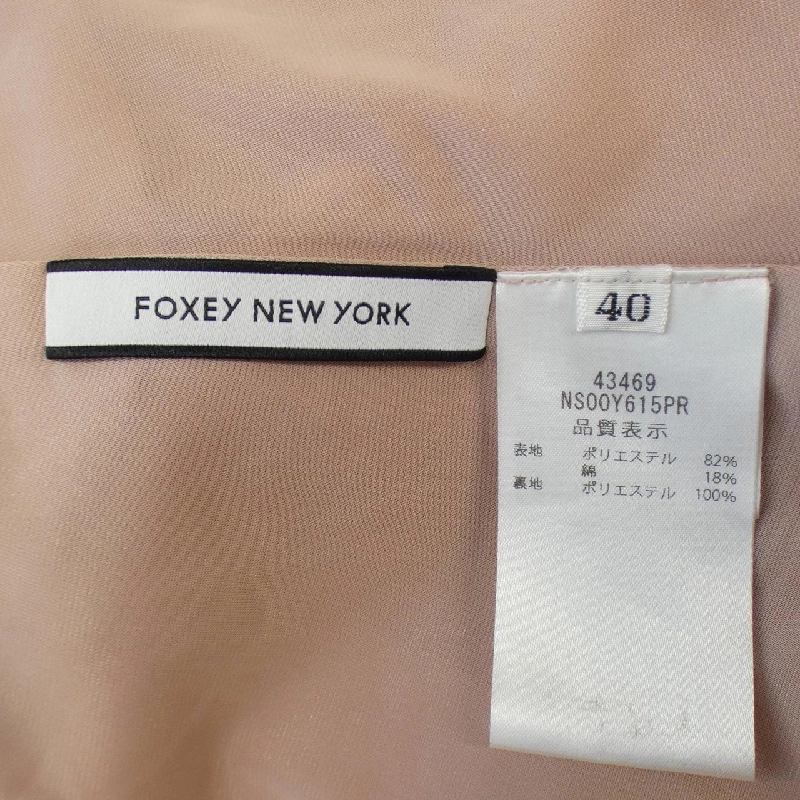 FOXEY NEW YORK
40
43469
NS00Y615PR
品質表示
表地 ポリエステル 82%
綿 18%
裏地 ポリエステル 100%